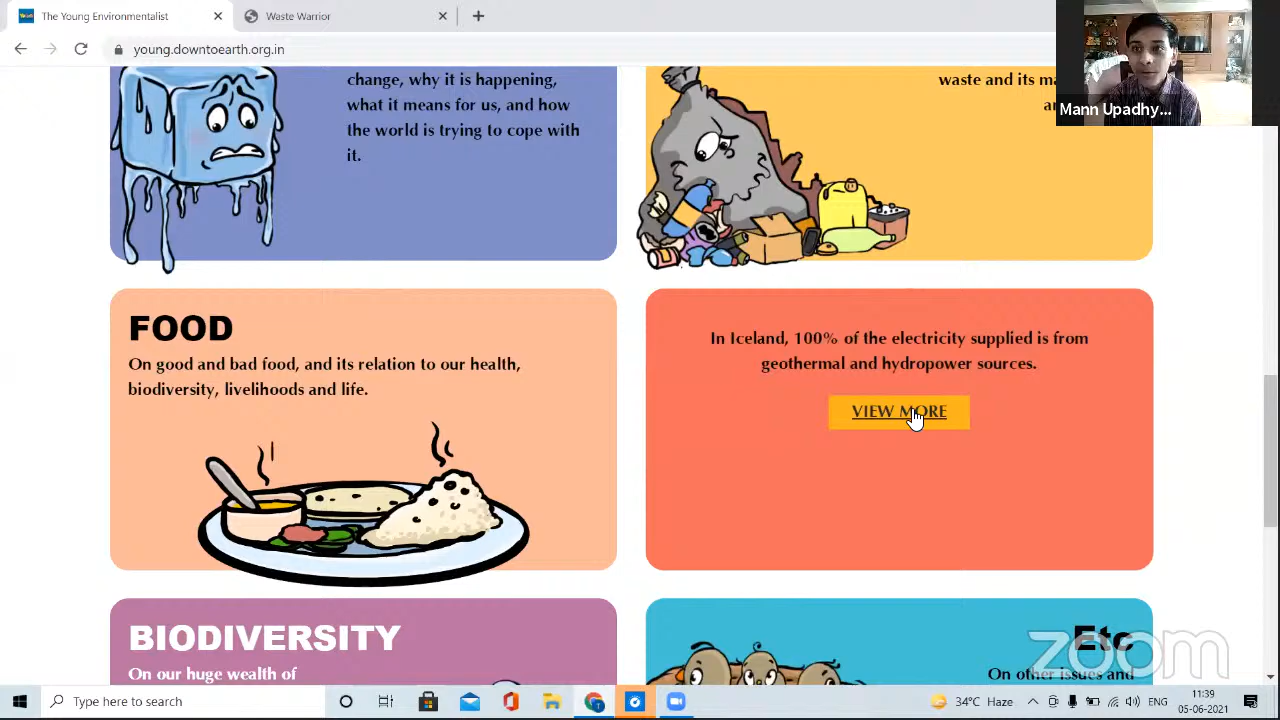 The Young Environmentalist
Waste Warrior
young.downtoearth.org.in
Mann Upadhy...
change, why it is happening,
what it means for us, and how
the world is trying to cope with
it.
waste and its
FOOD
On good and bad food, and its relation to our health,
biodiversity, livelihoods and life.
In Iceland, 100% of the electricity supplied is from
geothermal and hydropower sources.
VIEW MORE
BIODIVERSITY
On our huge wealth of
Etc
On other issues and
zoom
Type here to search
34°C Haze
ENG
11:39
05-06-2021